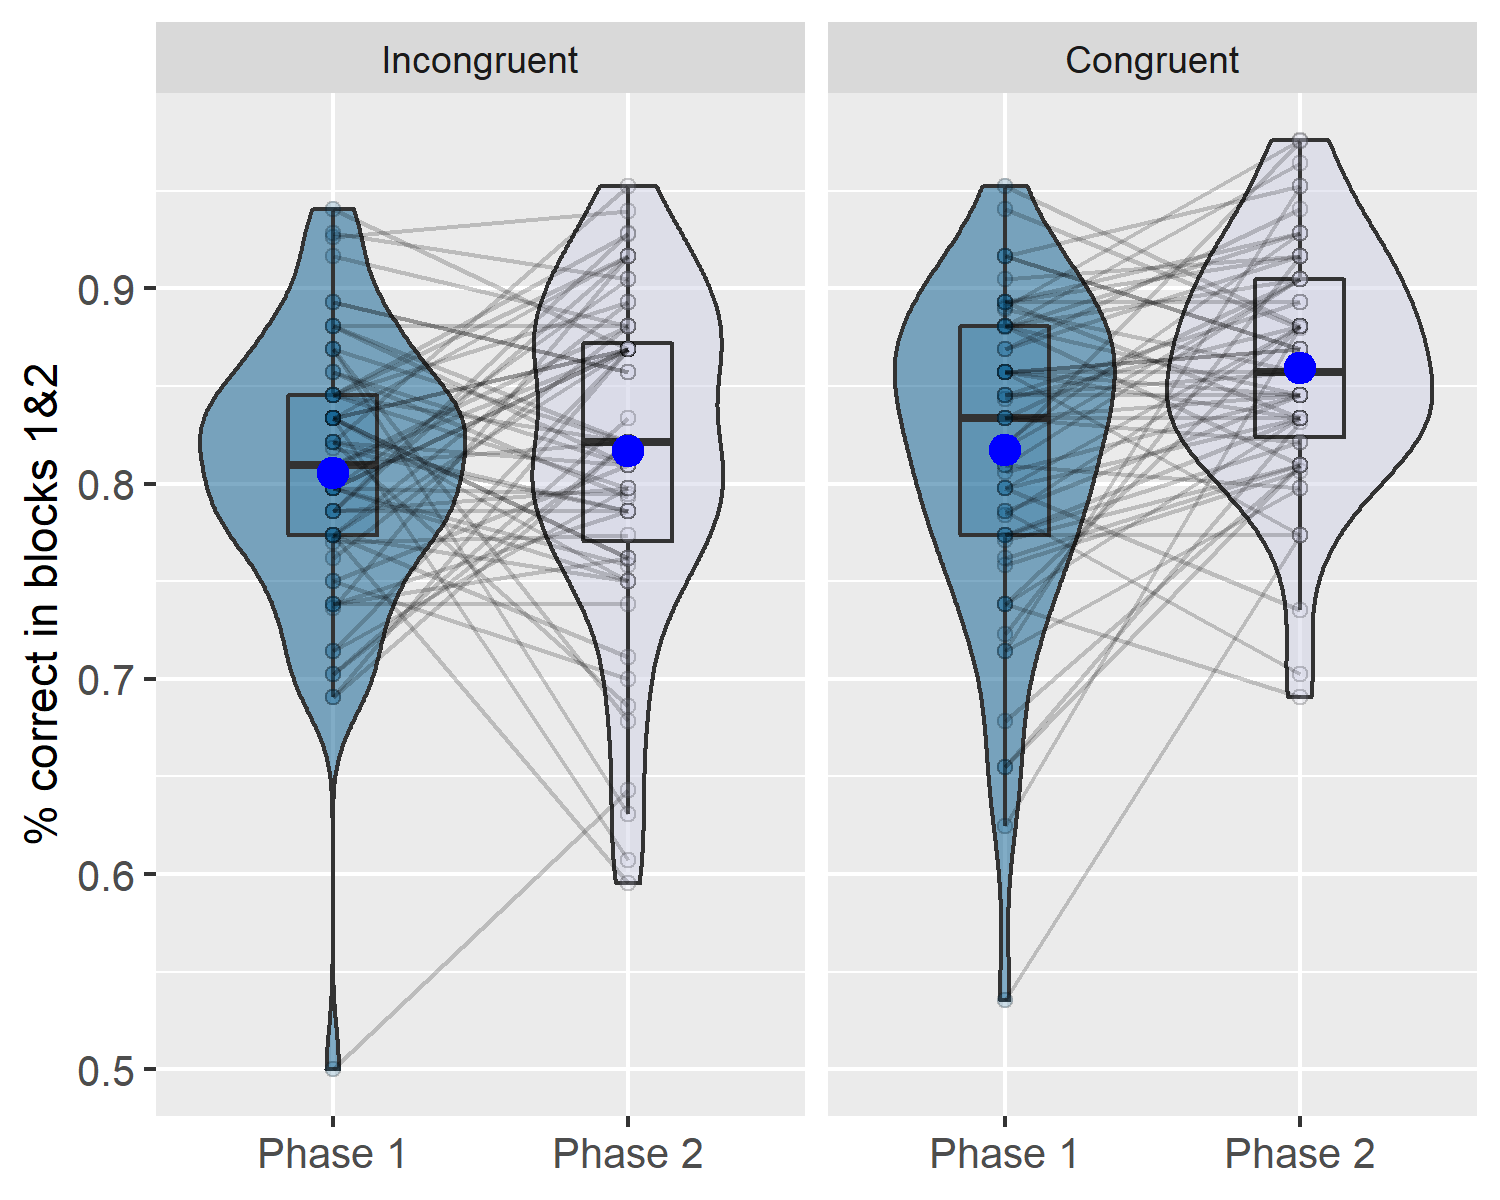 Incongruent
Congruent
% correct in blocks 1&2
0.9
0.8
0.7
0.6
0.5
Phase 1
Phase 2
Phase 1
Phase 2